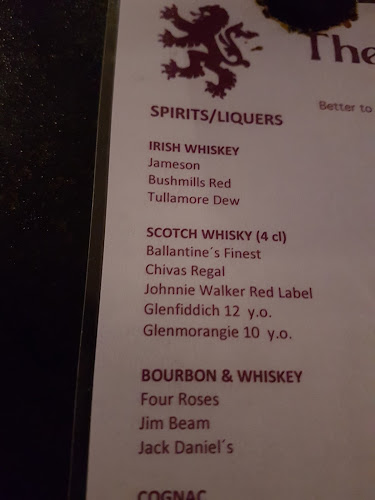 The
Better to
SPIRITS/LIQUERS
IRISH WHISKEY
Jameson
Bushmills Red
Tullamore Dew
SCOTCH WHISKY (4 cl)
Ballantine´s Finest
Chivas Regal
Johnnie Walker Red Label
Glenfiddich 12 y.o.
Glenmorangie 10 y.o.
BOURBON & WHISKEY
Four Roses
Jim Beam
Jack Daniel´s
COGNAC